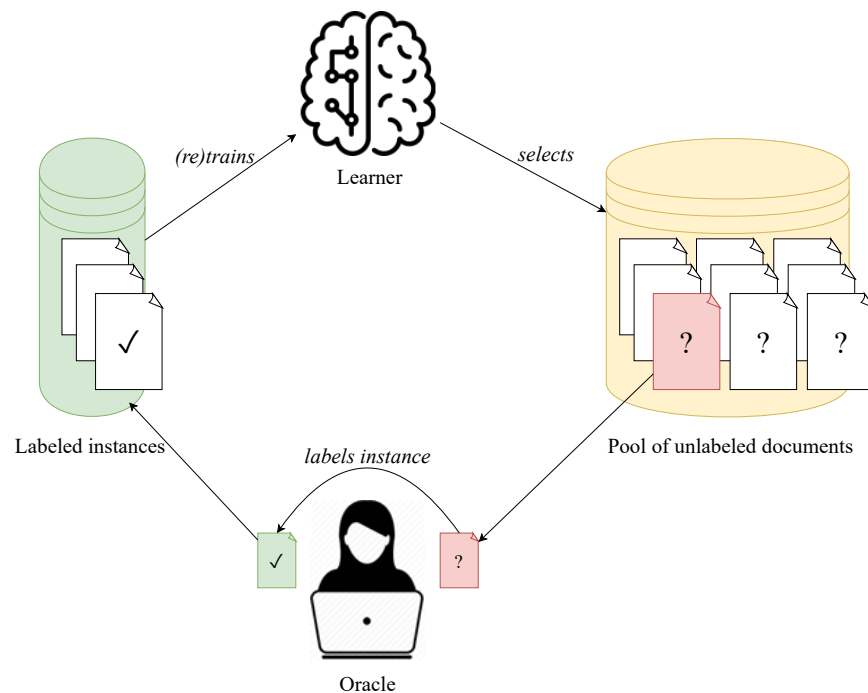 (re)trains
selects
Learner
✓
?
?
?
Labeled instances
Pool of unlabeled documents
labels instance
✓
?
Oracle